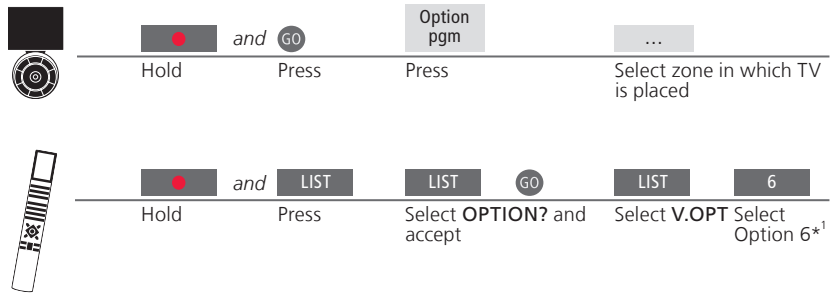 Option
pgm
and GO ...
Hold Press Press Select zone in which TV
is placed
and LIST LIST GO LIST 6
Hold Press Select OPTION? and Select V.OPT Select
accept Option 6*1